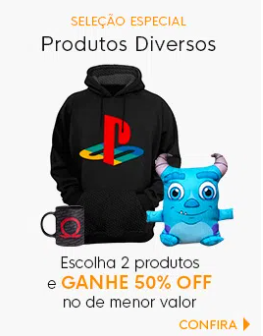 SELEÇÃO ESPECIAL
Produtos Diversos
Escolha 2 produtos
e GANHE 50% OFF
no de menor valor
CONFIRA